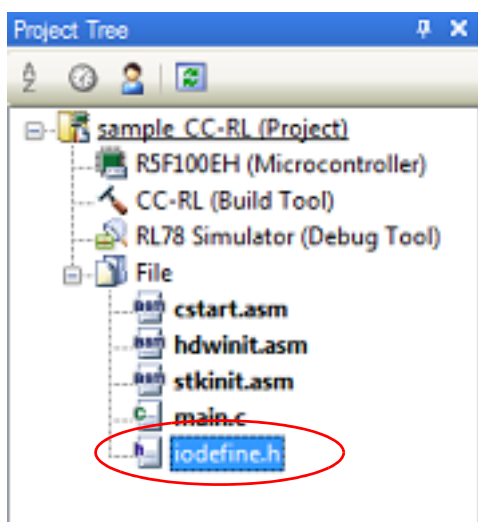 Project Tree
sample_CC-RL (Project)
R5F100EH (Microcontroller)
CC-RL (Build Tool)
RL78 Simulator (Debug Tool)
File
cstart.asm
hdwinit.asm
stkinit.asm
main.c
iodefine.h